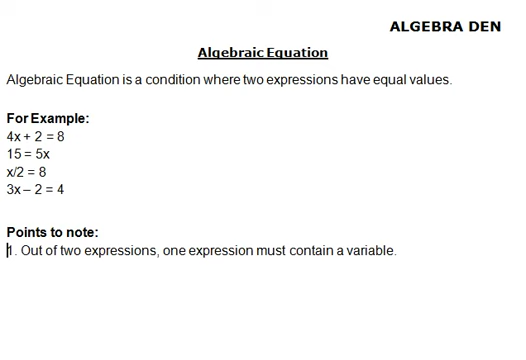 ALGEBRA DEN
Algebraic Equation
Algebraic Equation is a condition where two expressions have equal values.
For Example:
4x + 2 = 8
15 = 5x
x/2 = 8
3x – 2 = 4
Points to note:
1. Out of two expressions, one expression must contain a variable.